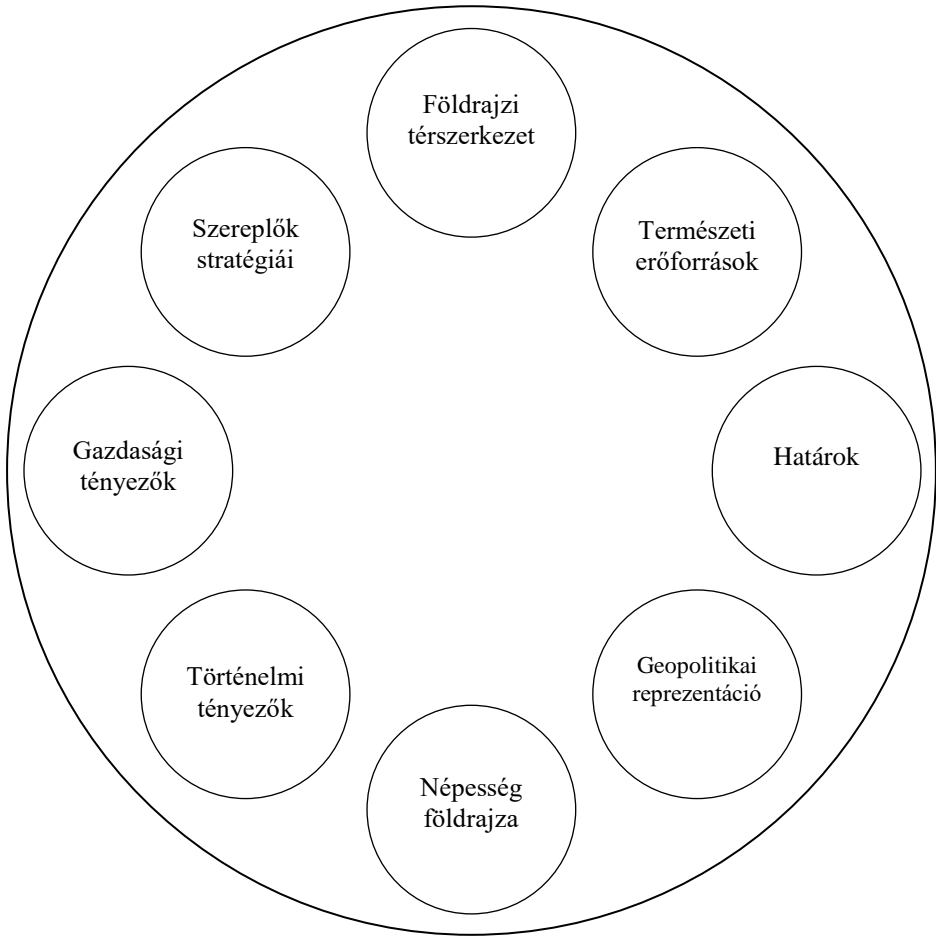 Földrajzi
térszerkezet
Szereplők
stratégiái
Természeti
erőforrások
Gazdasági
tényezők
Határok
Történelmi
tényezők
Geopolitikai
reprezentáció
Népesség
földrajza